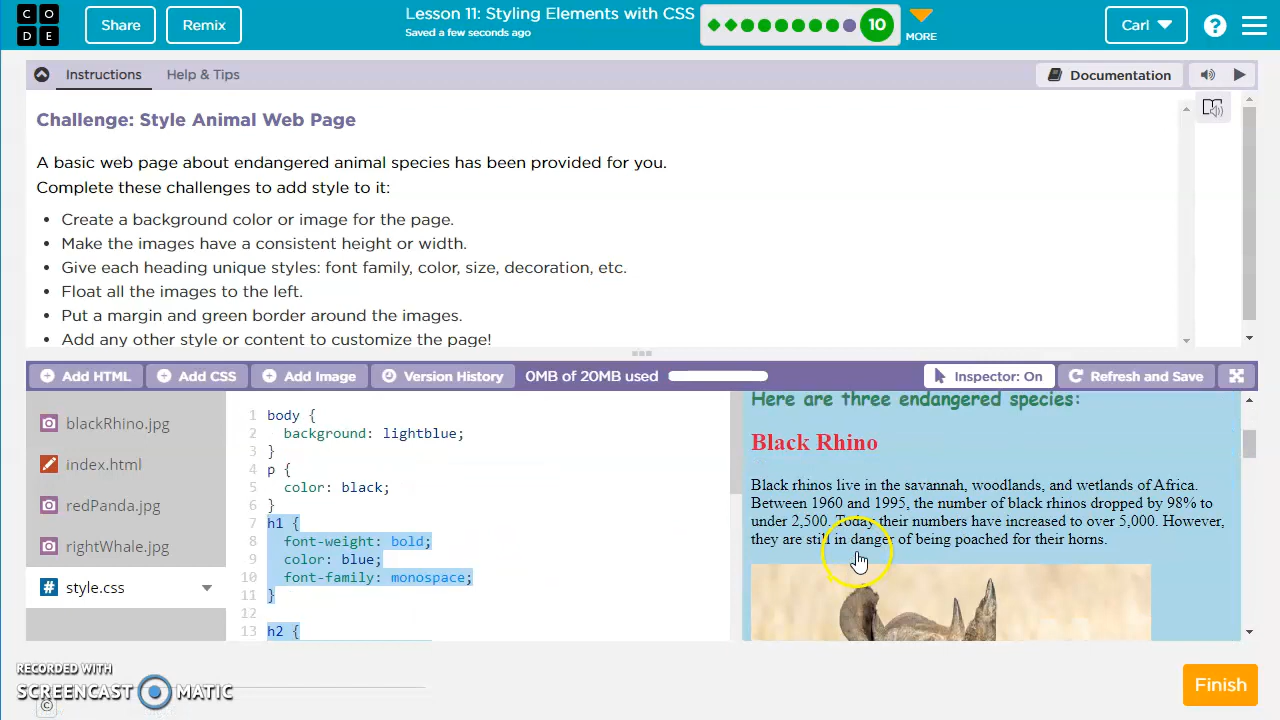 CO
DE
Share
Remix
Lesson 11: Styling Elements with CSS
Saved a few seconds ago
10
MORE
Carl
?
Instructions
Help & Tips
Documentation
Challenge: Style Animal Web Page
A basic web page about endangered animal species has been provided for you.
Complete these challenges to add style to it:
• Create a background color or image for the page.
• Make the images have a consistent height or width.
• Give each heading unique styles: font family, color, size, decoration, etc.
• Float all the images to the left.
• Put a margin and green border around the images.
• Add any other style or content to customize the page!
Add HTML
Add CSS
Add Image
Version History
0MB of 20MB used
Inspector: On
Refresh and Save
blackRhino.jpg
index.html
redPanda.jpg
rightWhale.jpg
# style.css
1 body {
2 background: lightblue;
3 }
4 p {
5 color: black;
6 }
7 h1 {
8 font-weight: bold;
9 color: blue;
10 font-family: monospace;
11 }
12
13 h2 {
Here are three endangered species:
Black Rhino
Black rhinos live in the savannah, woodlands, and wetlands of Africa.
Between 1960 and 1995, the number of black rhinos dropped by 98% to
under 2,500. Today their numbers have increased to over 5,000. However,
they are still in danger of being poached for their horns.
RECORDED WITH
SCREENCAST MATIC
©
Finish